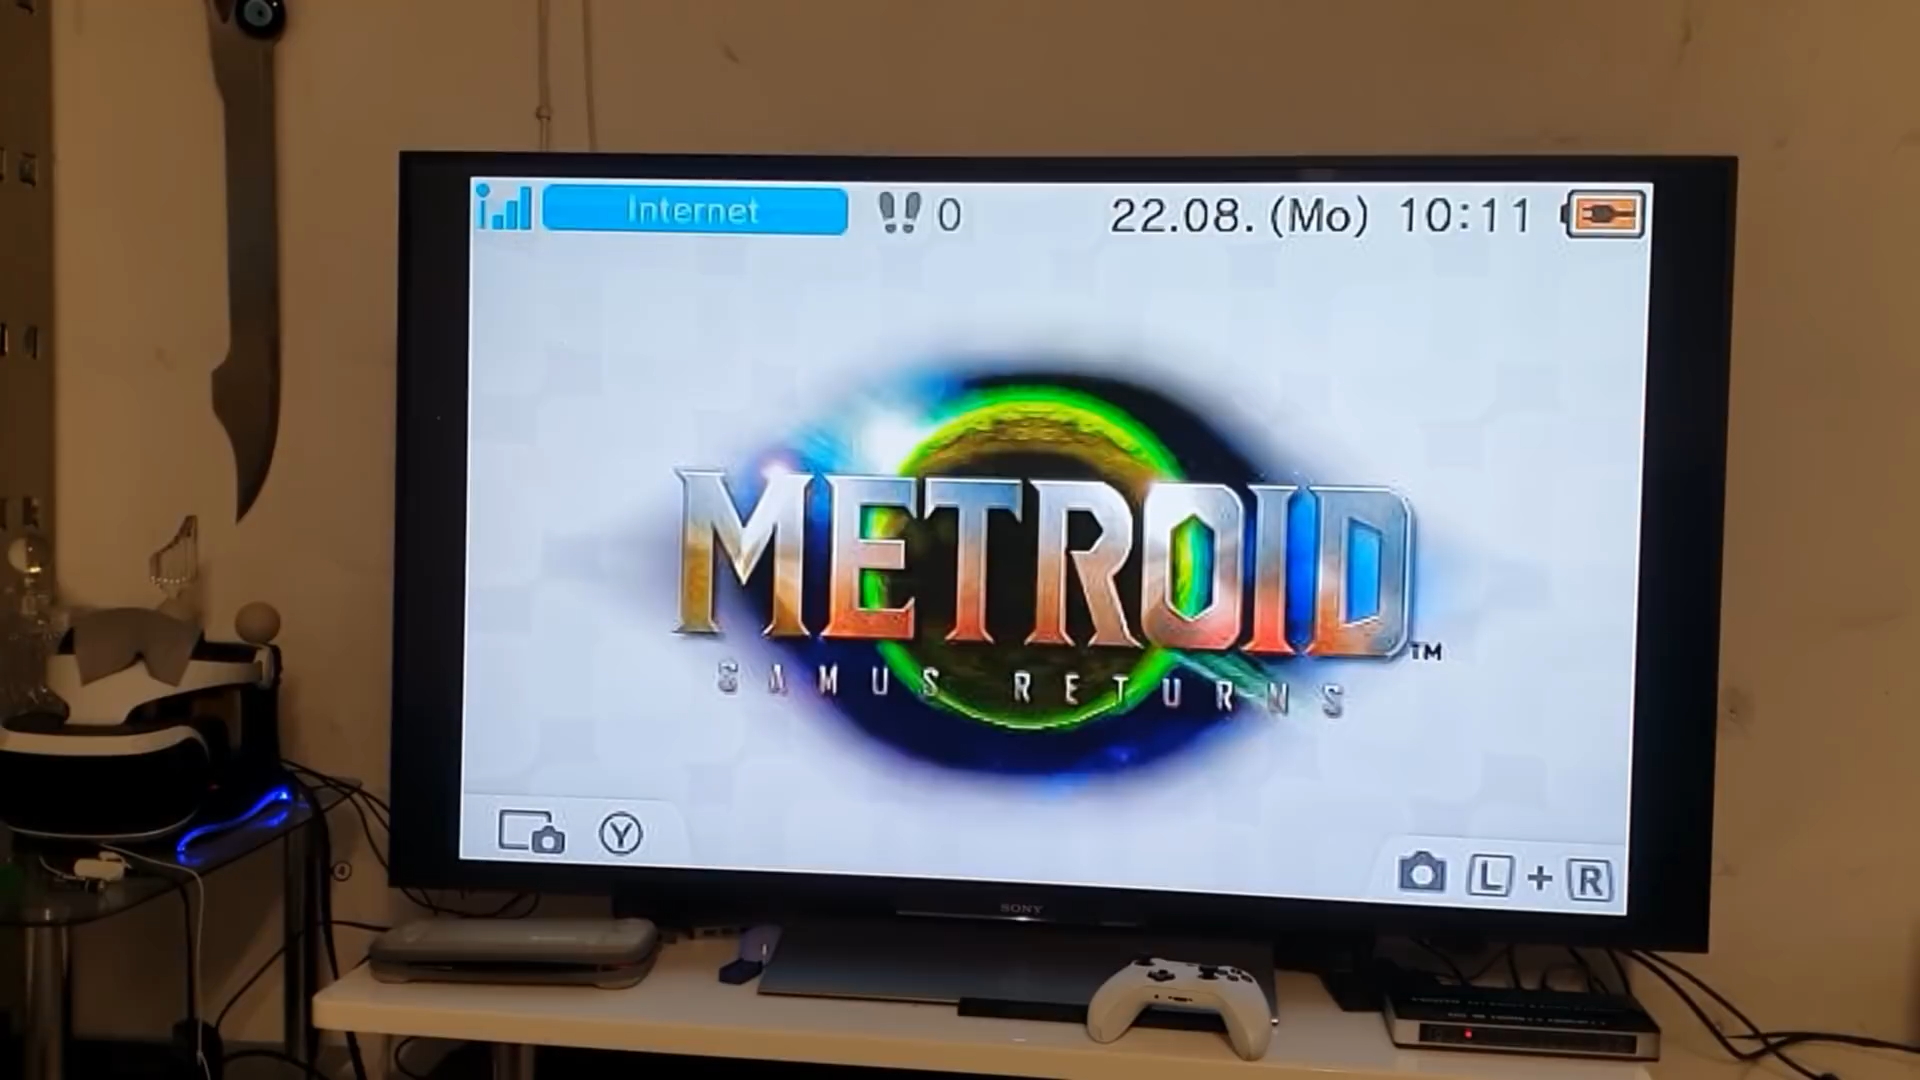 Internet 0 22.08. (Mo) 10:11
METROID™
SAMUS RETURNS
Y
L + R
SONY